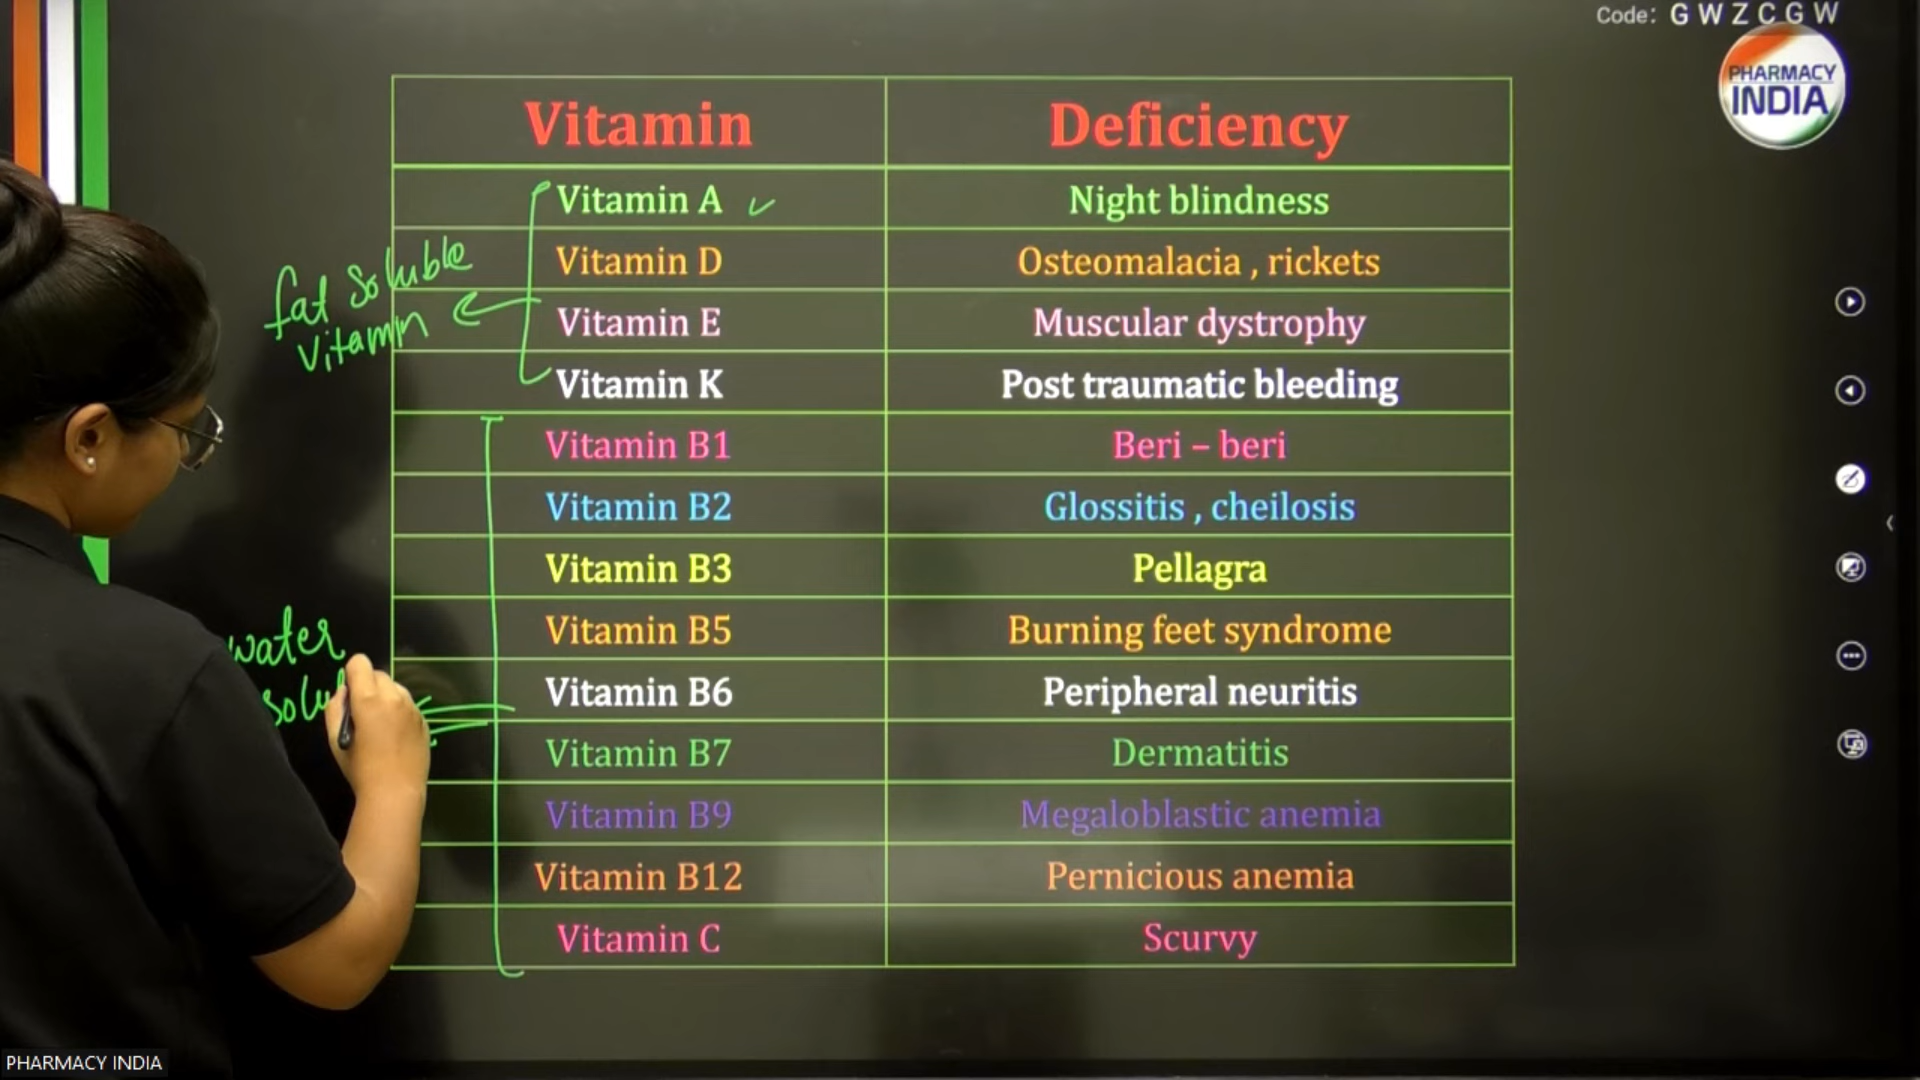 Code: GWZCGW
PHARMACY
INDIA
Vitamin Deficiency
Vitamin A Night blindness
Vitamin D Osteomalacia , rickets
Vitamin E Muscular dystrophy
Vitamin K Post traumatic bleeding
Vitamin B1 Beri – beri
Vitamin B2 Glossitis , cheilosis
Vitamin B3 Pellagra
Vitamin B5 Burning feet syndrome
Vitamin B6 Peripheral neuritis
Vitamin B7 Dermatitis
Vitamin B9 Megaloblastic anemia
Vitamin B12 Pernicious anemia
Vitamin C Scurvy
fat soluble
vitamin
water
PHARMACY INDIA